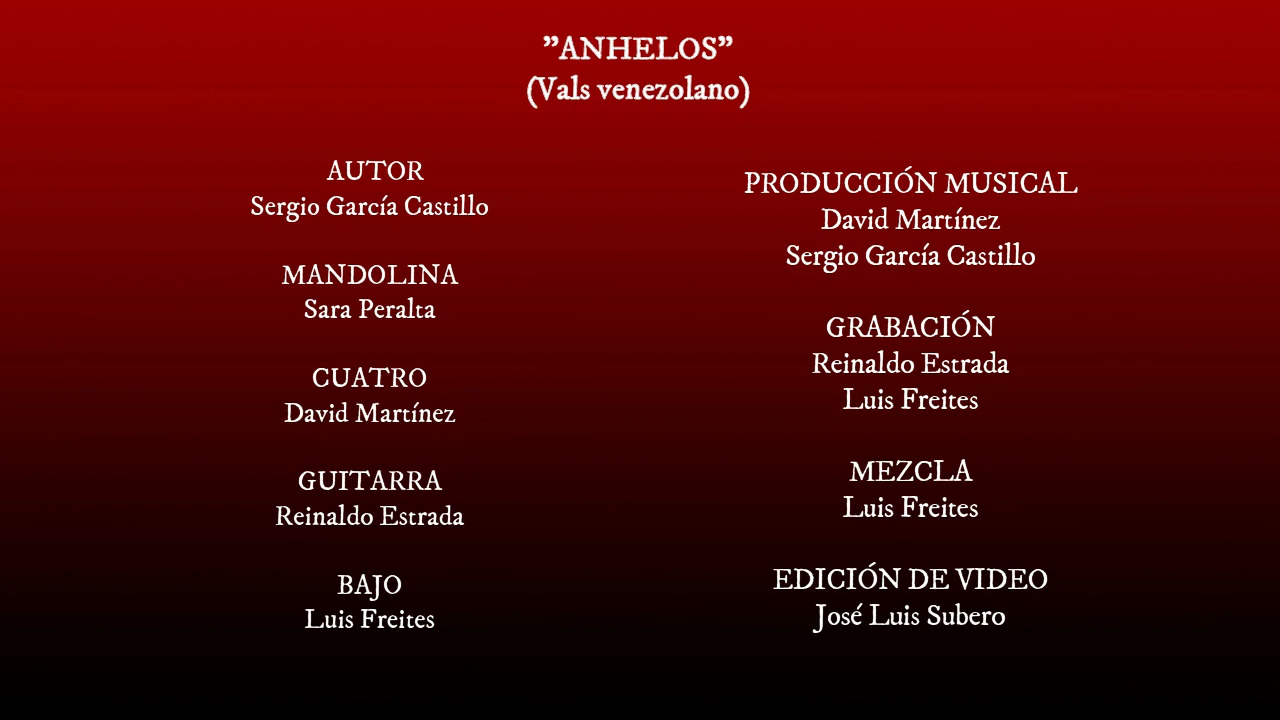 ”ANHELOS”
(Vals venezolano)
AUTOR
Sergio García Castillo
MANDOLINA
Sara Peralta
CUATRO
David Martínez
GUITARRA
Reinaldo Estrada
BAJO
Luis Freites
PRODUCCIÓN MUSICAL
David Martínez
Sergio García Castillo
GRABACIÓN
Reinaldo Estrada
Luis Freites
MEZCLA
Luis Freites
EDICIÓN DE VIDEO
José Luis Subero